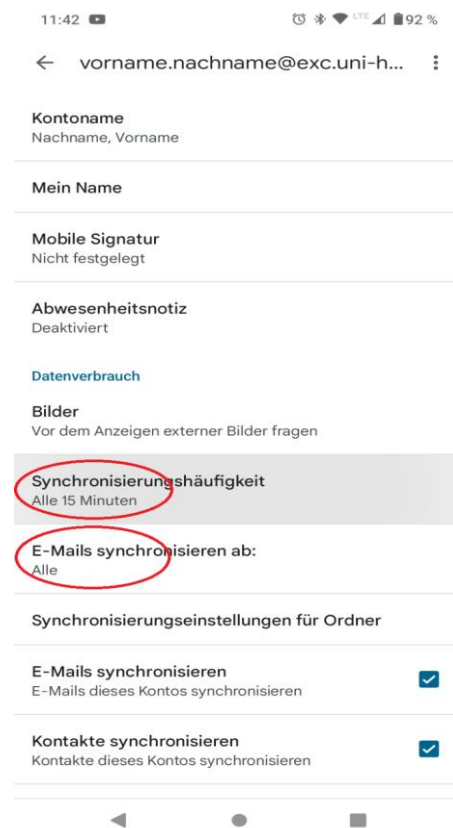 11:42 LTE 92 %
vorname.nachname@exc.uni-h...
Kontoname
Nachname, Vorname
Mein Name
Mobile Signatur
Nicht festgelegt
Abwesenheitsnotiz
Deaktiviert
Datenverbrauch
Bilder
Vor dem Anzeigen externer Bilder fragen
Synchronisierungshäufigkeit
Alle 15 Minuten
E-Mails synchronisieren ab:
Alle
Synchronisierungseinstellungen für Ordner
E-Mails synchronisieren
E-Mails dieses Kontos synchronisieren
Kontakte synchronisieren
Kontakte dieses Kontos synchronisieren